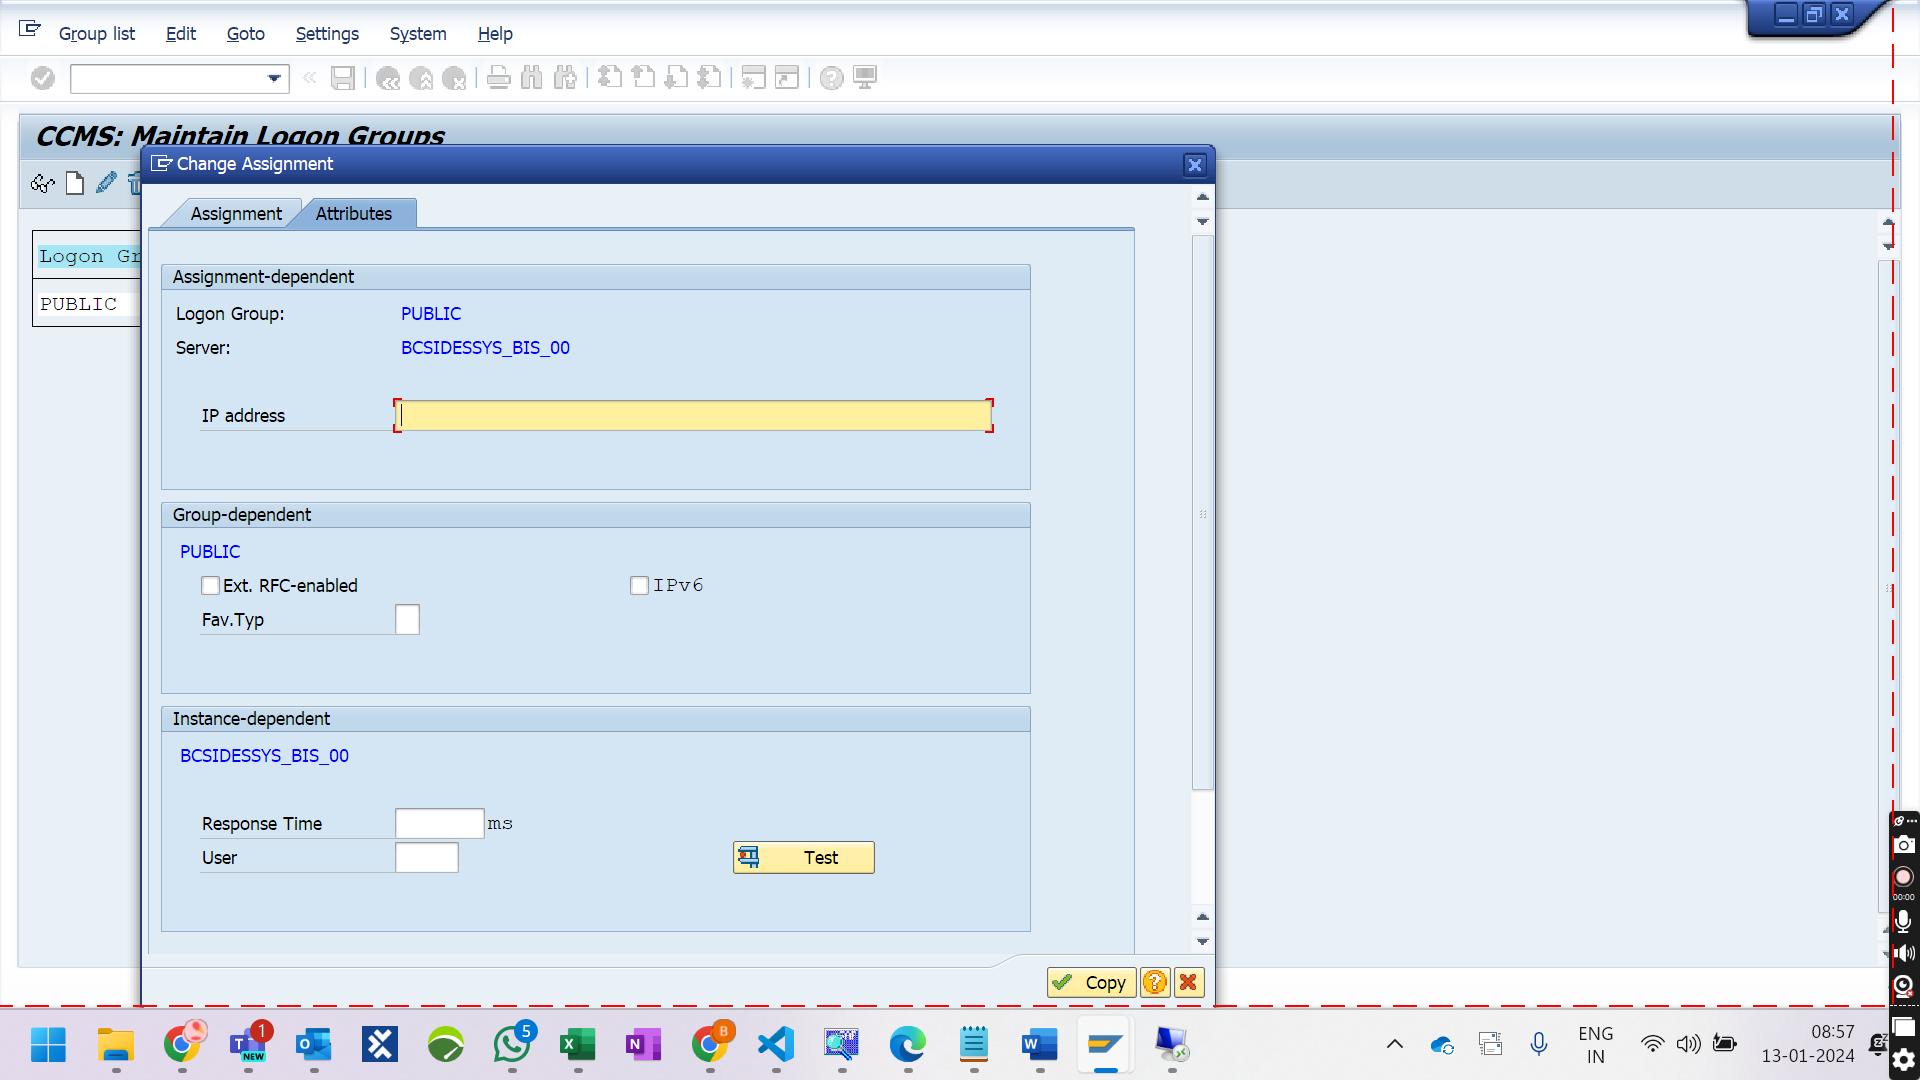 Group list Edit Goto Settings System Help
CCMS: Maintain Logon Groups
Change Assignment
Assignment Attributes
Logon Gr
PUBLIC
Assignment-dependent
Logon Group: PUBLIC
Server: BCSIDESSYS_BIS_00
IP address
Group-dependent
PUBLIC
Ext. RFC-enabled IPv6
Fav.Typ
Instance-dependent
BCSIDESSYS_BIS_00
Response Time ms
User Test
Copy
00:00
1
NEW
5
B
ENG
IN
08:57
13-01-2024